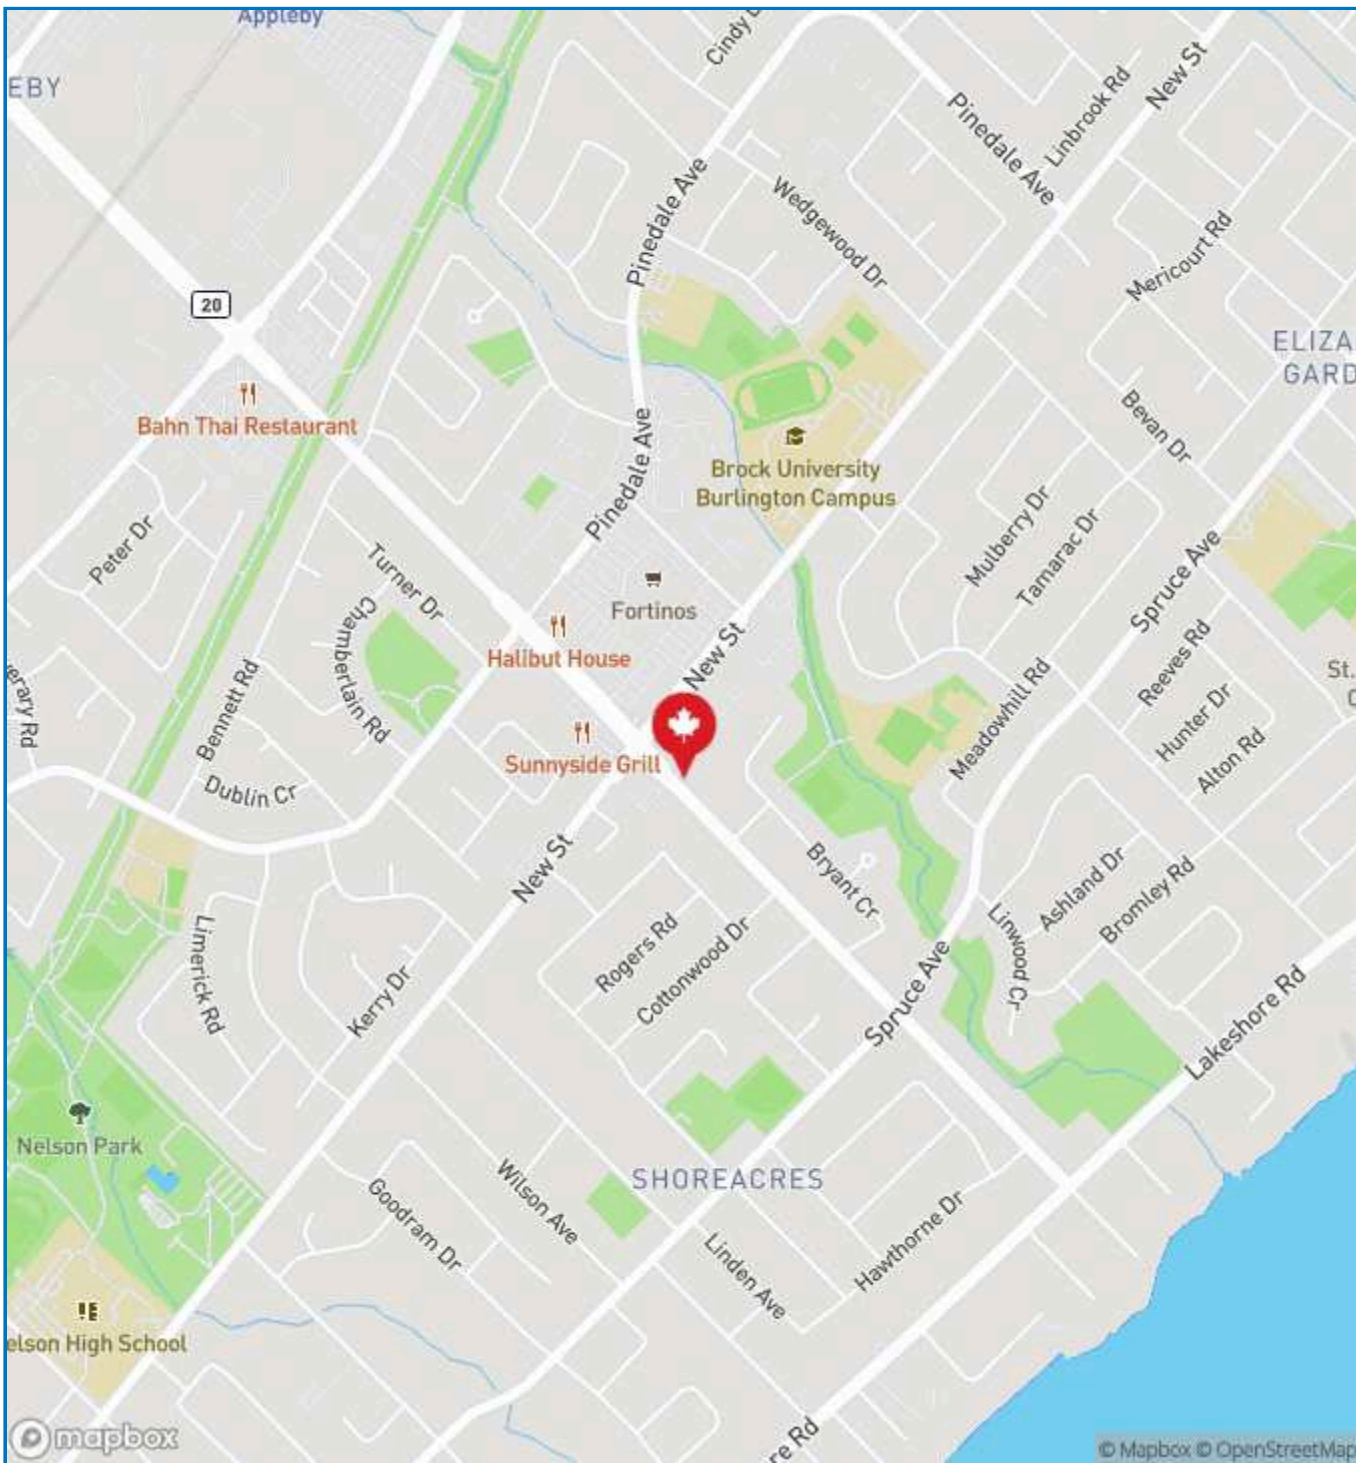 Appleby
Cindy
EBY
New St
Linbrook Rd
Pinedale Ave
Pinedale Ave
Wedgewood Dr
Mericourt Rd
20
ELIZA
GARD
Bahn Thai Restaurant
Bevan Dr
Pinedale Ave
Brock University
Burlington Campus
Peter Dr
Mulberry Dr
Tamarac Dr
Spruce Ave
Turner Dr
Chamberlain Rd
Fortinos
Halibut House
New St
Reeves Rd
St.
C
erary Rd
Bennett Rd
Meadowhill Rd
Hunter Dr
Sunnyside Grill
Alton Rd
Dublin Cr
New St
Bryant Cr
Ashland Dr
Bromley Rd
Linwood Cr
Limerick Rd
Rogers Rd
Cottonwood Dr
Kerry Dr
Spruce Ave
Lakeshore Rd
Nelson Park
SHOREACRES
Wilson Ave
Goodram Dr
Hawthorne Dr
Linden Ave
elson High School
re Rd
mapbox
© Mapbox © OpenStreetMap